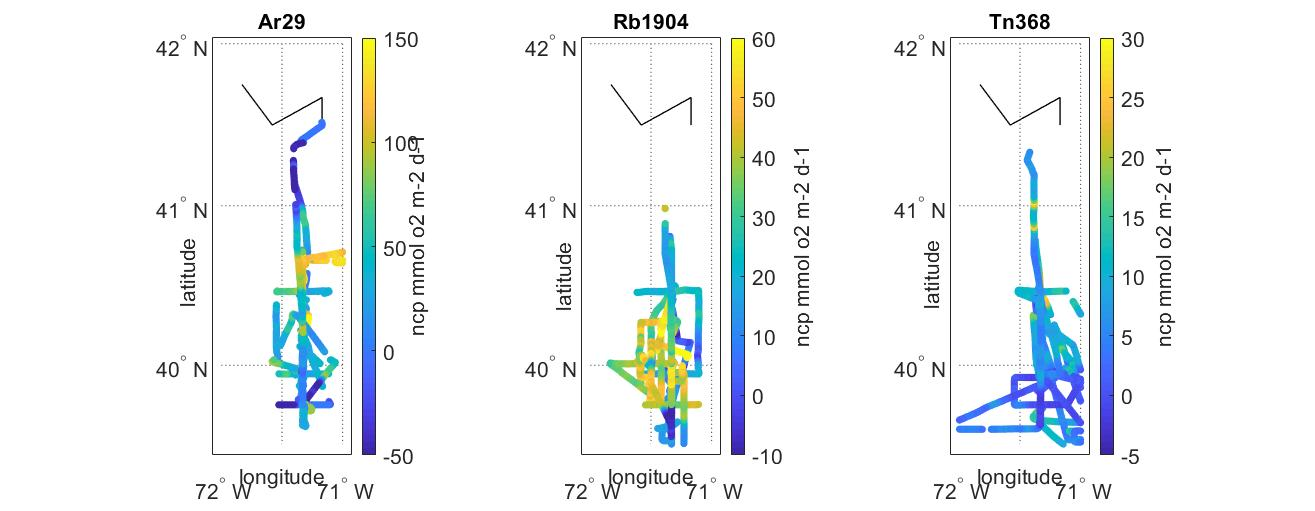 Ar29
42° N
41° N
40° N
latitude
longitude
72° W
71° W
150
100
50
0
-50
ncp mmol o2 m-2 d-1
Rb1904
42° N
41° N
40° N
latitude
longitude
72° W
71° W
60
50
40
30
20
10
0
-10
ncp mmol o2 m-2 d-1
Tn368
42° N
41° N
40° N
latitude
longitude
72° W
71° W
30
25
20
15
10
5
0
-5
ncp mmol o2 m-2 d-1